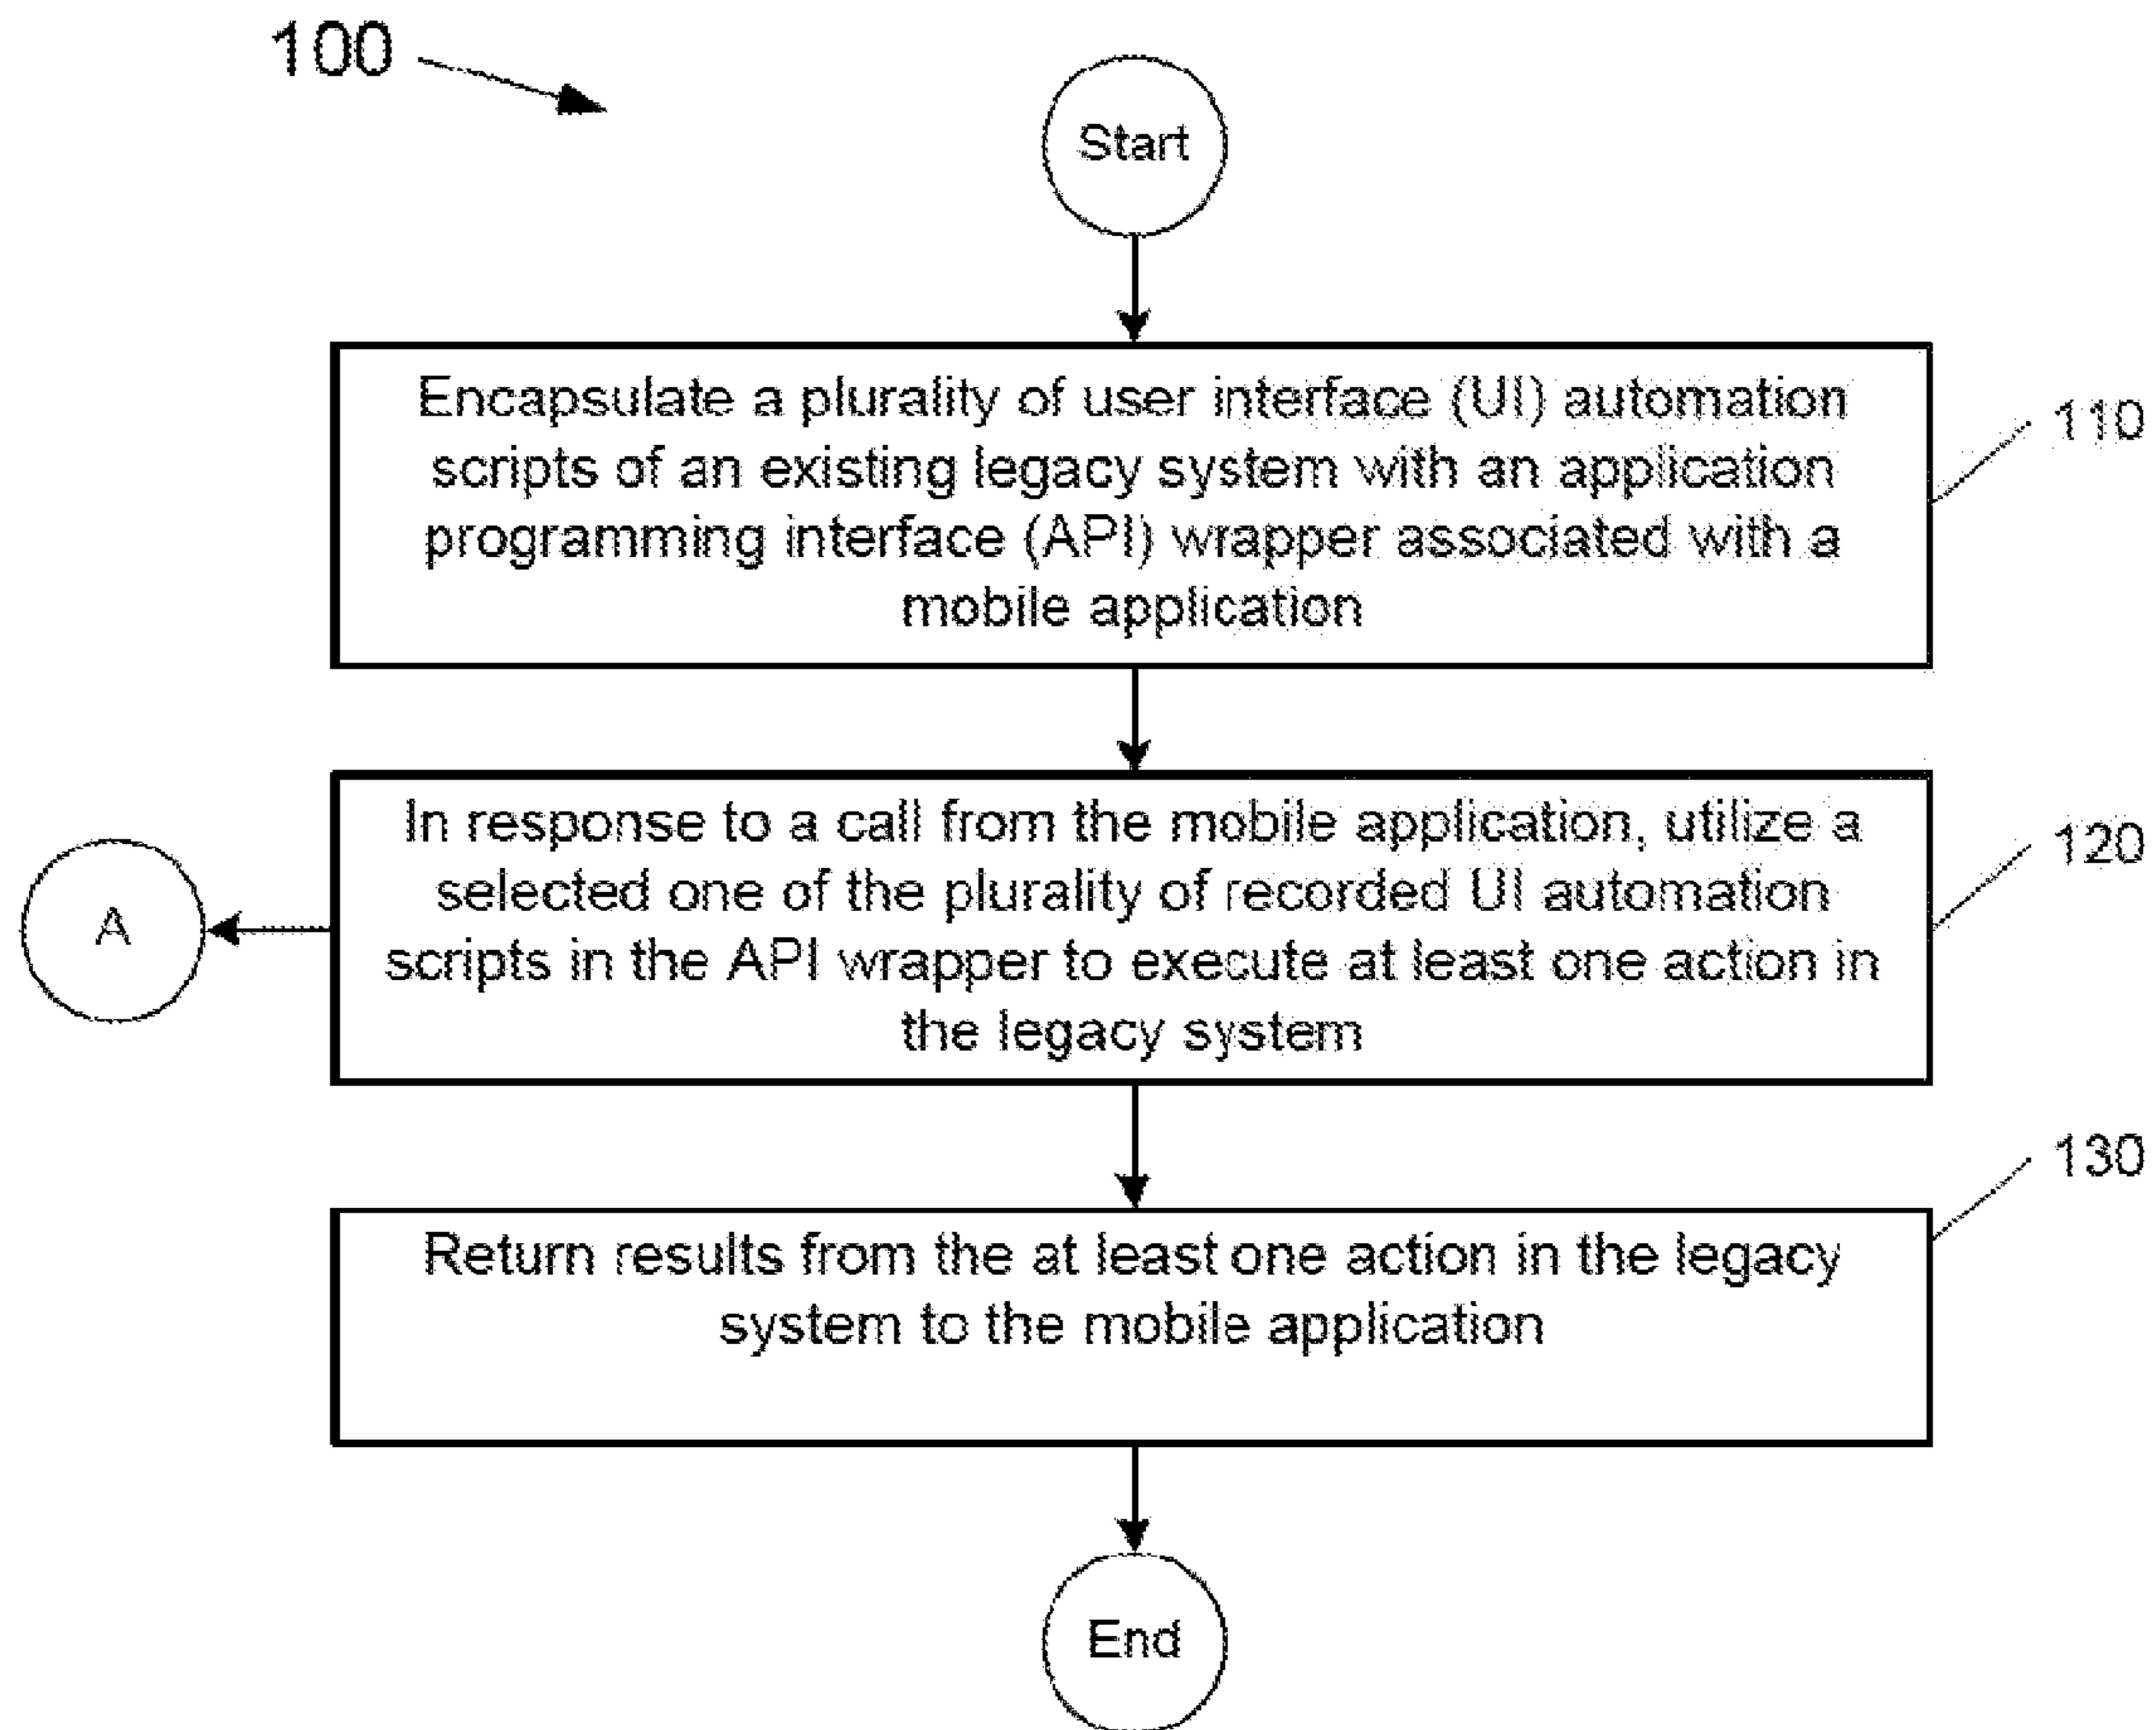 100
Start
Encapsulate a plurality of user interface (UI) automation
scripts of an existing legacy system with an application
programming interface (API) wrapper associated with a
mobile application
110
In response to a call from the mobile application, utilize a
selected one of the plurality of recorded UI automation
scripts in the API wrapper to execute at least one action in
the legacy system
120
A
Return results from the at least one action in the legacy
system to the mobile application
130
End